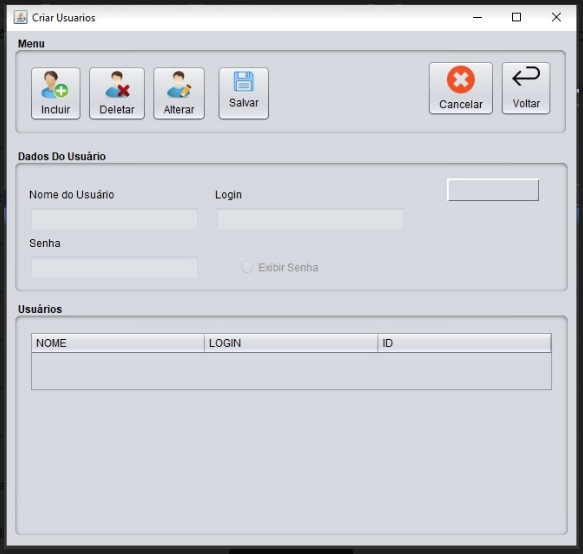 Criar Usuarios
Menu
Incluir
Deletar
Alterar
Salvar
Cancelar
Voltar
Dados Do Usuário
Nome do Usuário
Login
Senha
Exibir Senha
Usuários
NOME LOGIN ID